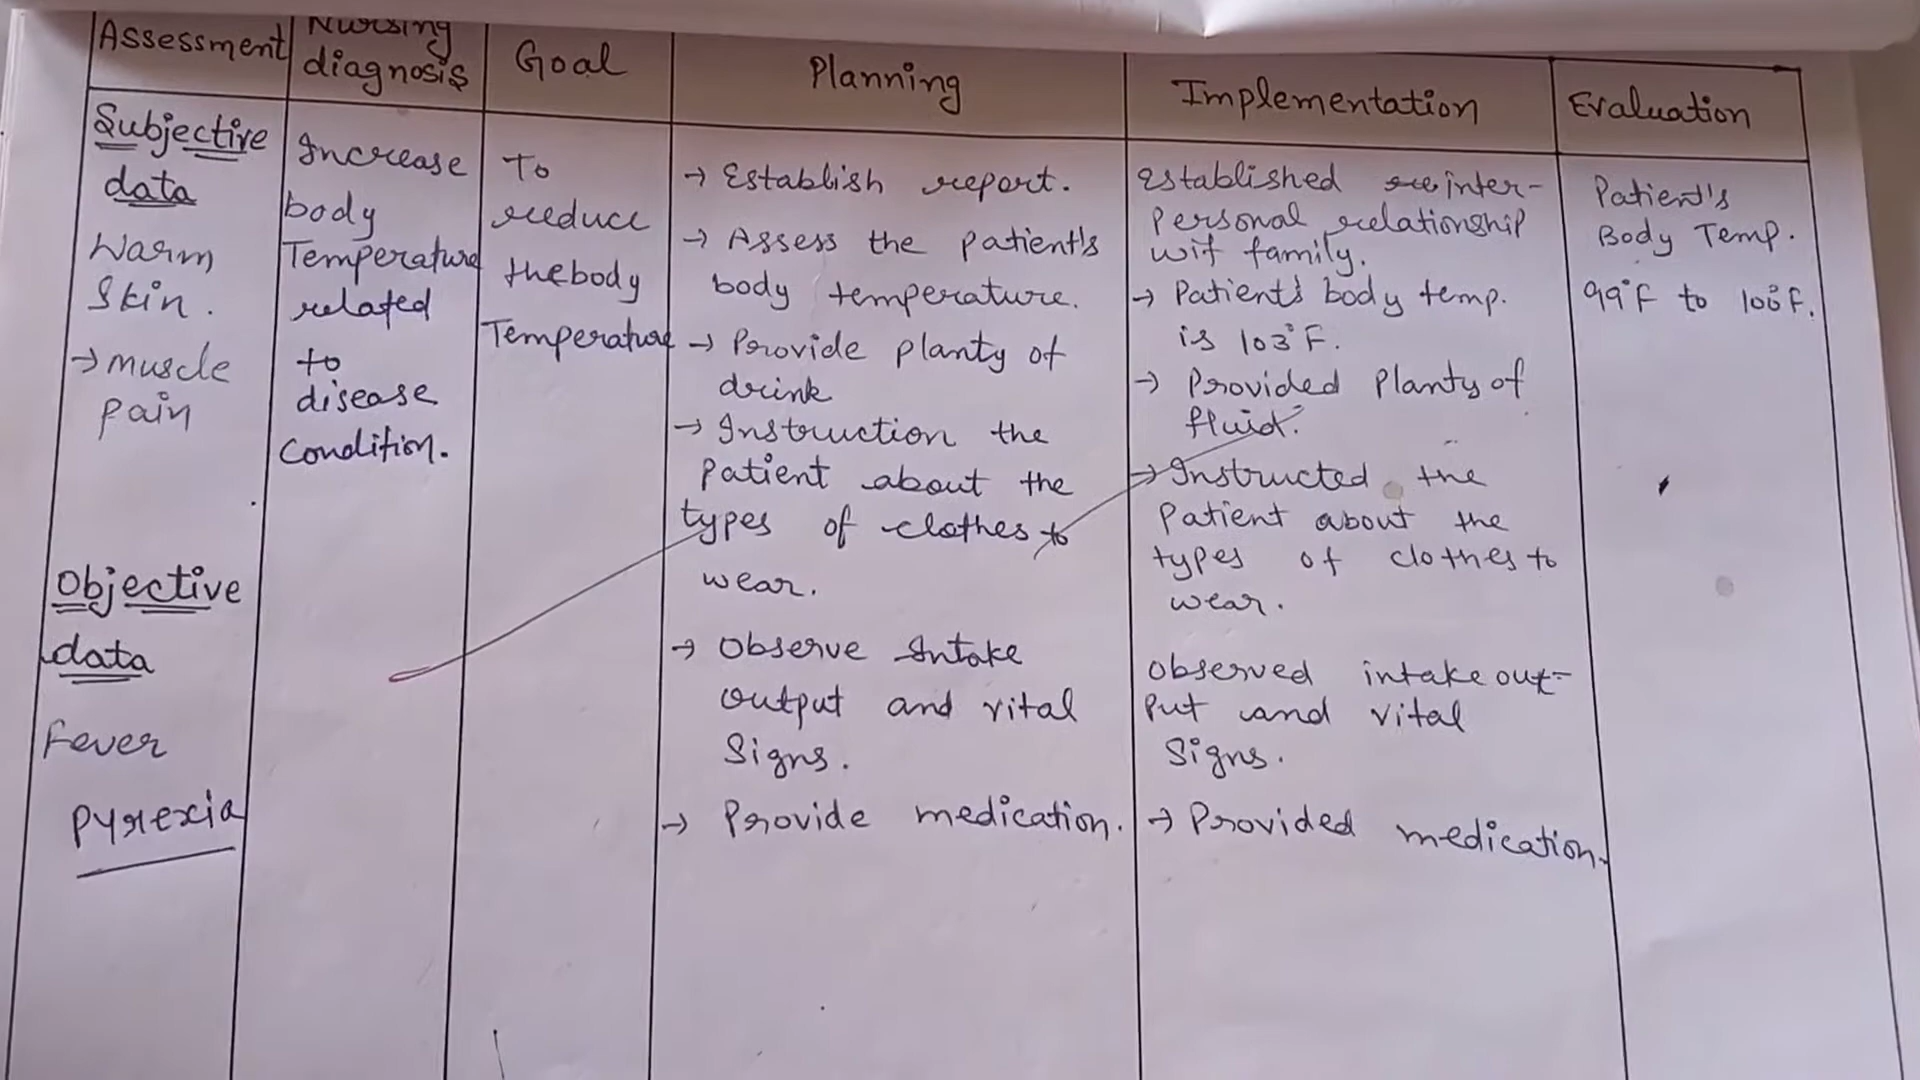 Assessment
Nursing
diagnosis
Goal
Planning
Implementation
Evaluation
Subjective
data
Warm
Skin.
→ muscle
Pain
Objective
data
Fever
Pyrexia
Increase
body
Temperature
related
to
disease
Condition.
To
reduce
the body
Temperature
→ Establish report.
→ Assess the patient's
body temperature.
→ Provide planty of
drink
→ Instruction the
Patient about the
types of clothes to
wear.
→ Observe Intake
output and vital
Signs.
→ Provide medication.
established inter-
Personal relationship
wit family.
→ Patient's body temp.
is 103°F.
→ Provided Planty of
fluid.
→ Instructed the
Patient about the
types of clothes to
wear.
Observed intake out-
Put and vital
Signs.
→ Provided medication.
Patient's
Body Temp.
99°F to 100°F.